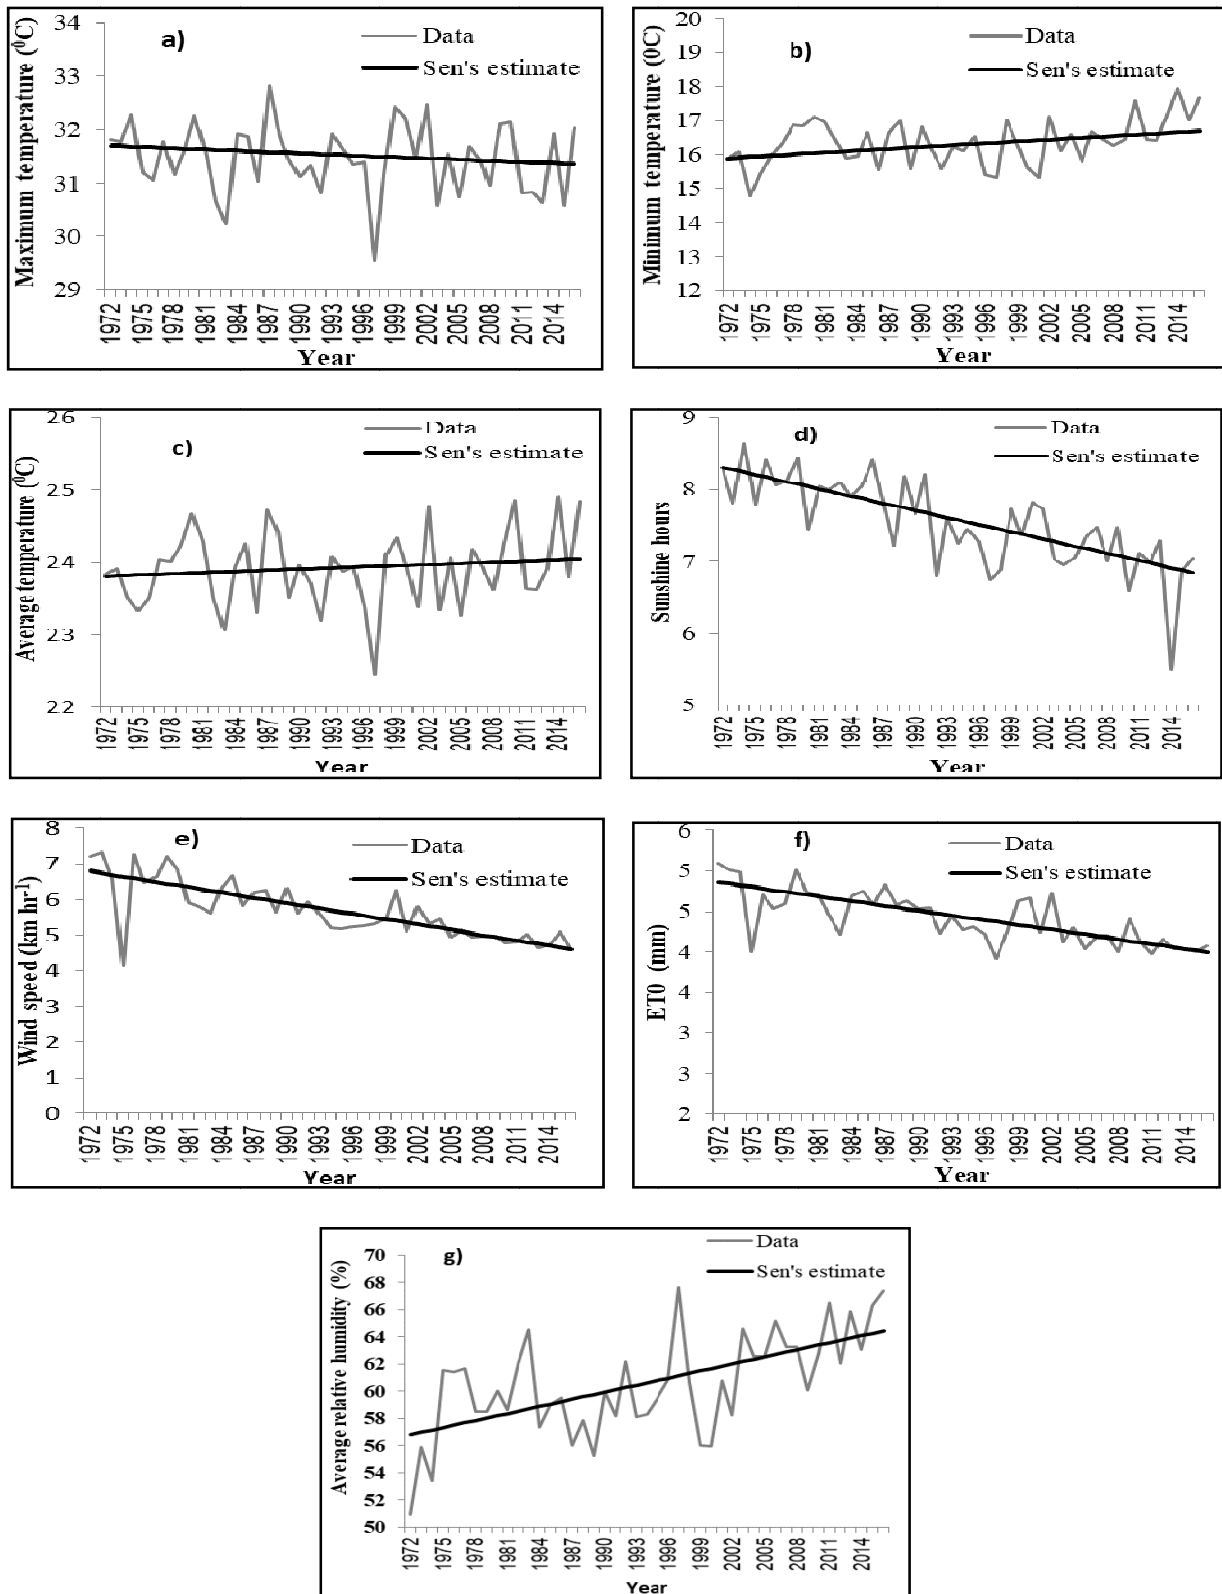 a)
Data
Sen's estimate
Maximum temperature (⁰C)
34
33
32
31
30
29
1972 1975 1978 1981 1984 1987 1990 1993 1996 1999 2002 2005 2008 2011 2014
Year
b)
Data
Sen's estimate
Minimum temperature (0C)
20
19
18
17
16
15
14
13
12
1972 1975 1978 1981 1984 1987 1990 1993 1996 1999 2002 2005 2008 2011 2014
Year
c)
Data
Sen's estimate
Average temperature (⁰C)
26
25
24
23
22
1972 1975 1978 1981 1984 1987 1990 1993 1996 1999 2002 2005 2008 2011 2014
Year
d)
Data
Sen's estimate
Sunshine hours
9
8
7
6
5
1972 1975 1978 1981 1984 1987 1990 1993 1996 1999 2002 2005 2008 2011 2014
Year
e)
Data
Sen's estimate
Wind speed (km hr⁻¹)
8
7
6
5
4
3
2
1
0
1972 1975 1978 1981 1984 1987 1990 1993 1996 1999 2002 2005 2008 2011 2014
Year
f)
Data
Sen's estimate
ET0 (mm)
6
5
5
4
4
3
3
2
1972 1975 1978 1981 1984 1987 1990 1993 1996 1999 2002 2005 2008 2011 2014
Year
g)
Data
Sen's estimate
Average relative humidity (%)
70
68
66
64
62
60
58
56
54
52
50
1972 1975 1978 1981 1984 1987 1990 1993 1996 1999 2002 2005 2008 2011 2014
Year